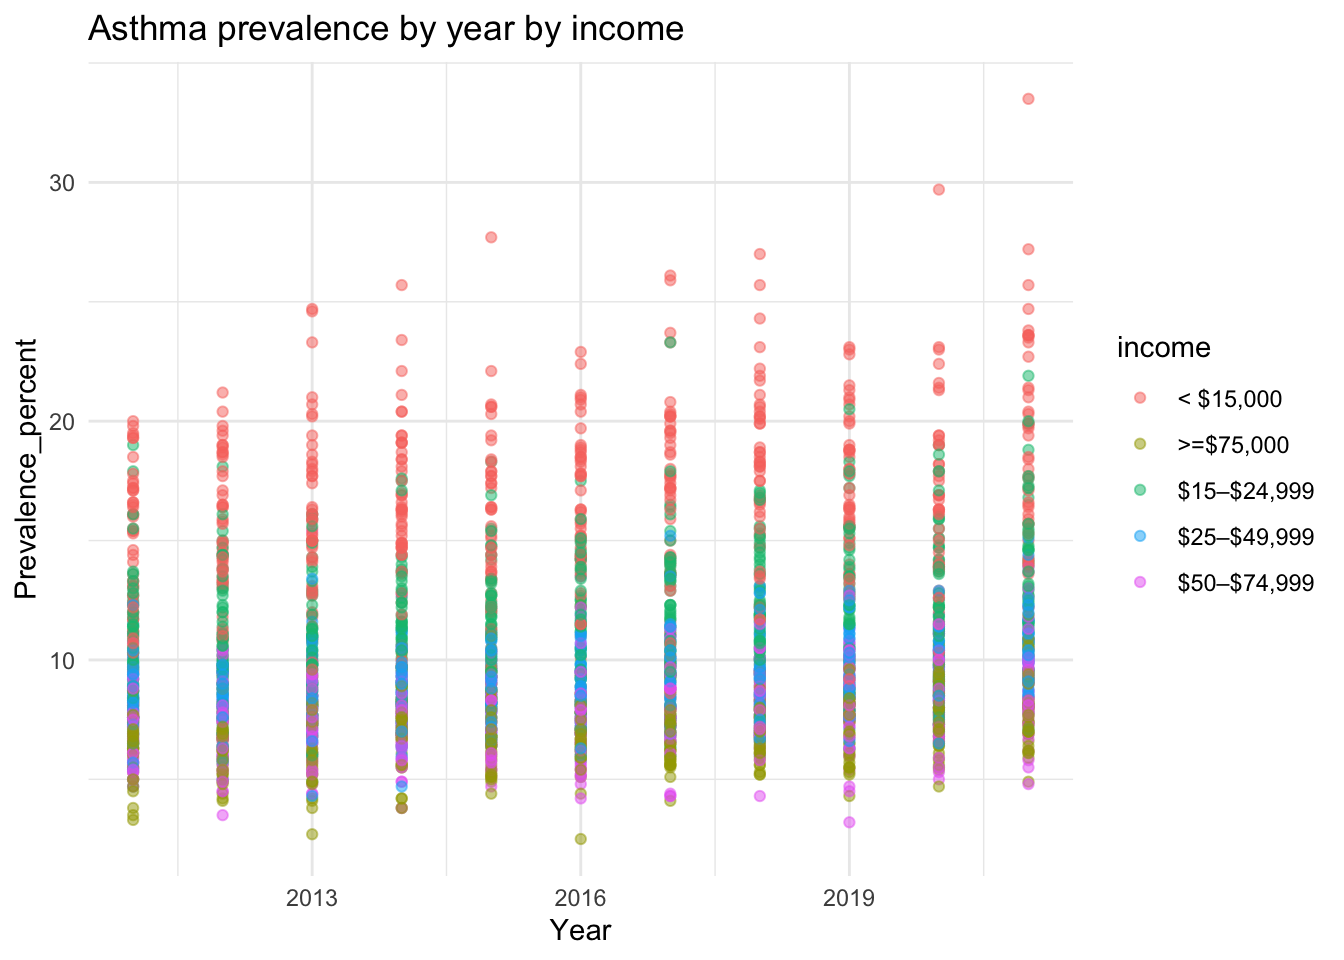 Asthma prevalence by year by income
Prevalence_percent
30
20
10
2013
2016
2019
Year
income
< $15,000
>=$75,000
$15–$24,999
$25–$49,999
$50–$74,999